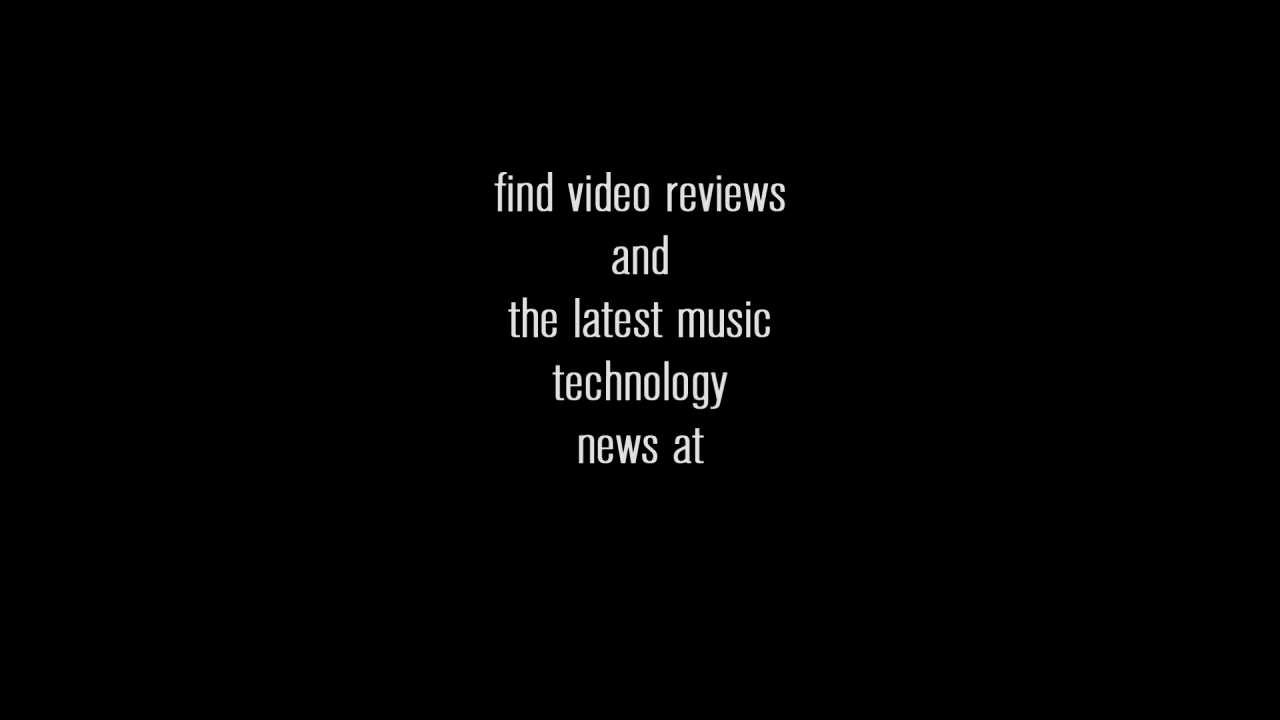 find video reviews
and
the latest music
technology
news at